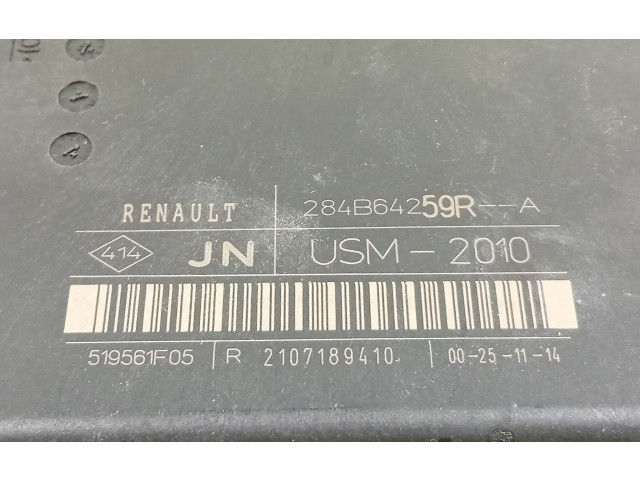 RENAULT 284B64259R--A
414 JN USM-2010
519561F05 R 2107189410 00-25-11-14